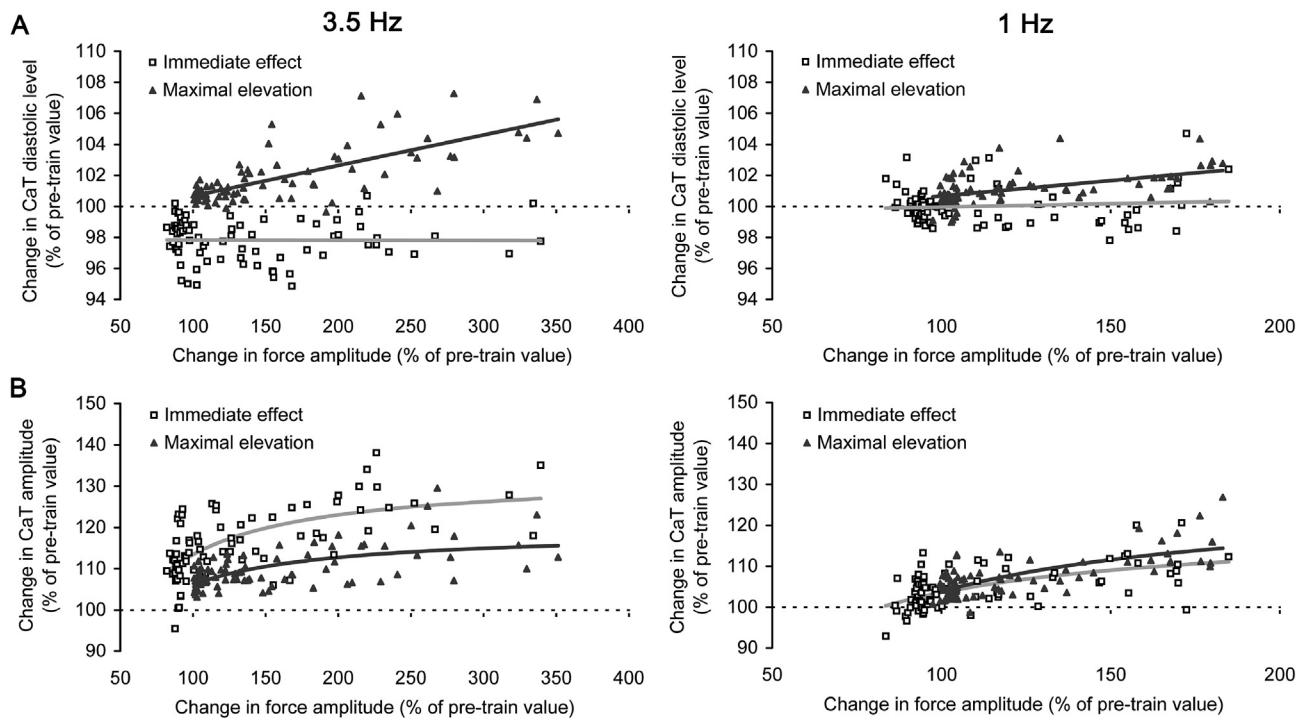 A
3.5 Hz
1 Hz
Immediate effect
Maximal elevation
Change in CaT diastolic level
(% of pre-train value)
110
108
106
104
102
100
98
96
94
50 100 150 200 250 300 350 400
Change in force amplitude (% of pre-train value)
Immediate effect
Maximal elevation
Change in CaT diastolic level
(% of pre-train value)
110
108
106
104
102
100
98
96
94
50 100 150 200
Change in force amplitude (% of pre-train value)
B
Immediate effect
Maximal elevation
Change in CaT amplitude
(% of pre-train value)
150
140
130
120
110
100
90
50 100 150 200 250 300 350 400
Change in force amplitude (% of pre-train value)
Immediate effect
Maximal elevation
Change in CaT amplitude
(% of pre-train value)
150
140
130
120
110
100
90
50 100 150 200
Change in force amplitude (% of pre-train value)